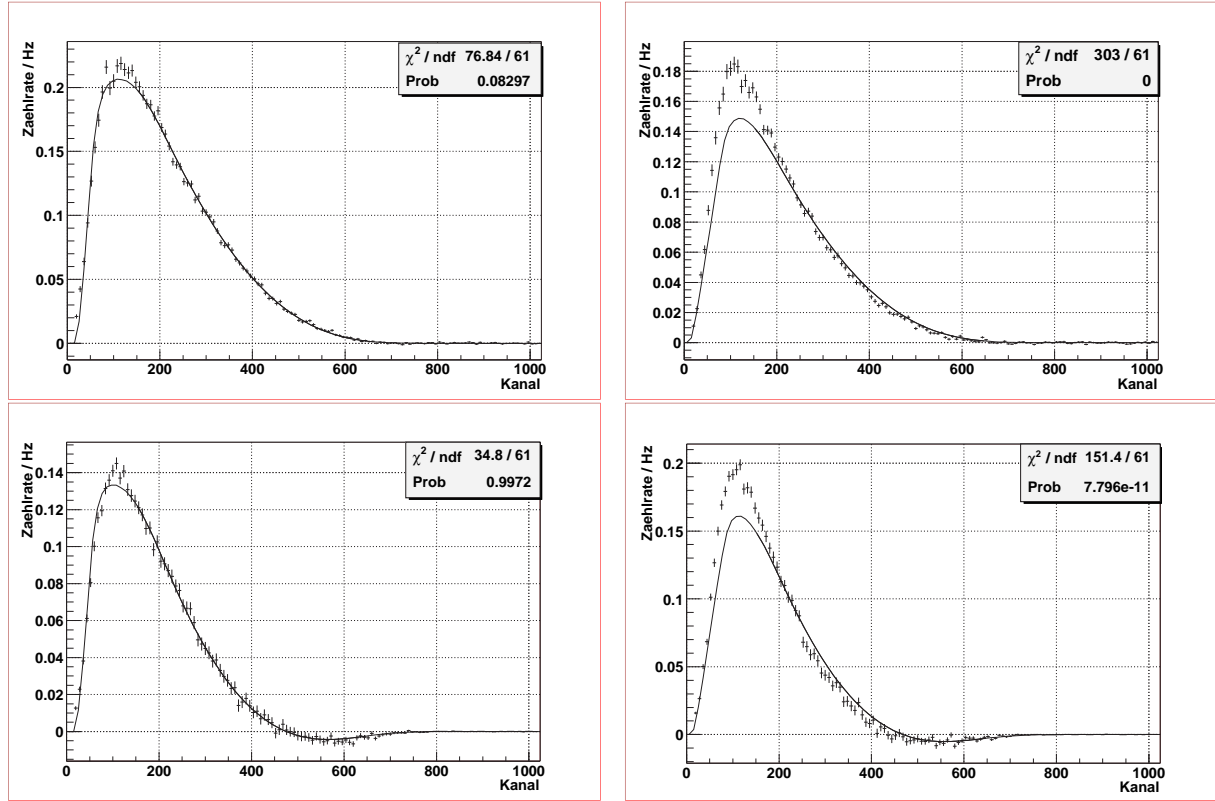 Zaehlrate / Hz
χ² / ndf 76.84 / 61
Prob 0.08297
0.2
0.15
0.1
0.05
0
0 200 400 600 800 1000
Kanal
Zaehlrate / Hz
χ² / ndf 303 / 61
Prob 0
0.18
0.16
0.14
0.12
0.1
0.08
0.06
0.04
0.02
0
0 200 400 600 800 1000
Kanal
Zaehlrate / Hz
χ² / ndf 34.8 / 61
Prob 0.9972
0.14
0.12
0.1
0.08
0.06
0.04
0.02
0
0 200 400 600 800 1000
Kanal
Zaehlrate / Hz
χ² / ndf 151.4 / 61
Prob 7.796e-11
0.2
0.15
0.1
0.05
0
0 200 400 600 800 1000
Kanal